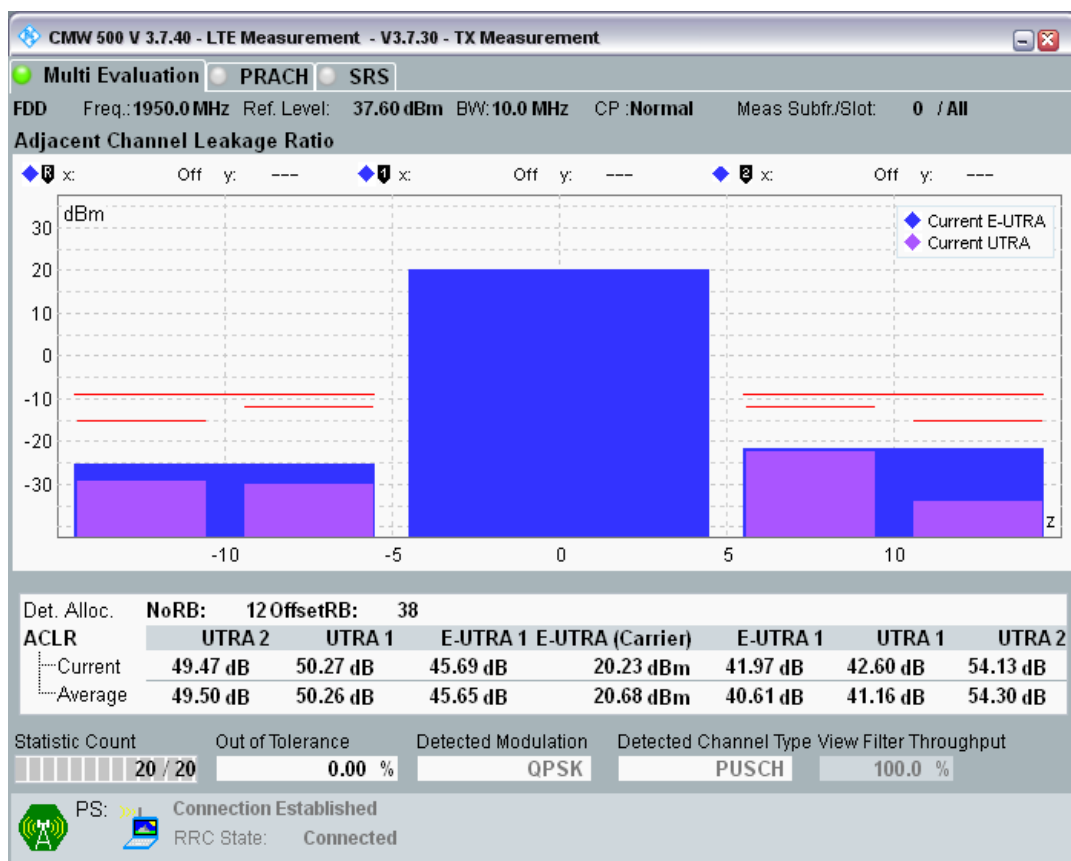 CMW 500 V 3.7.40 - LTE Measurement - V3.7.30 - TX Measurement
Multi Evaluation PRACH SRS
FDD Freq.: 1950.0 MHz Ref. Level: 37.60 dBm BW: 10.0 MHz CP : Normal Meas Subfr./Slot: 0 / All
Adjacent Channel Leakage Ratio
R x: Off y: --- 1 x: Off y: --- 2 x: Off y: ---
dBm
Current E-UTRA
Current UTRA
30
20
10
0
-10
-20
-30
z
-10 -5 0 5 10
Det. Alloc. NoRB: 12 OffsetRB: 38
ACLR UTRA 2 UTRA 1 E-UTRA 1 E-UTRA (Carrier) E-UTRA 1 UTRA 1 UTRA 2
Current 49.47 dB 50.27 dB 45.69 dB 20.23 dBm 41.97 dB 42.60 dB 54.13 dB
Average 49.50 dB 50.26 dB 45.65 dB 20.68 dBm 40.61 dB 41.16 dB 54.30 dB
Statistic Count Out of Tolerance Detected Modulation Detected Channel Type View Filter Throughput
20 / 20 0.00 % QPSK PUSCH 100.0 %
PS: Connection Established
RRC State: Connected